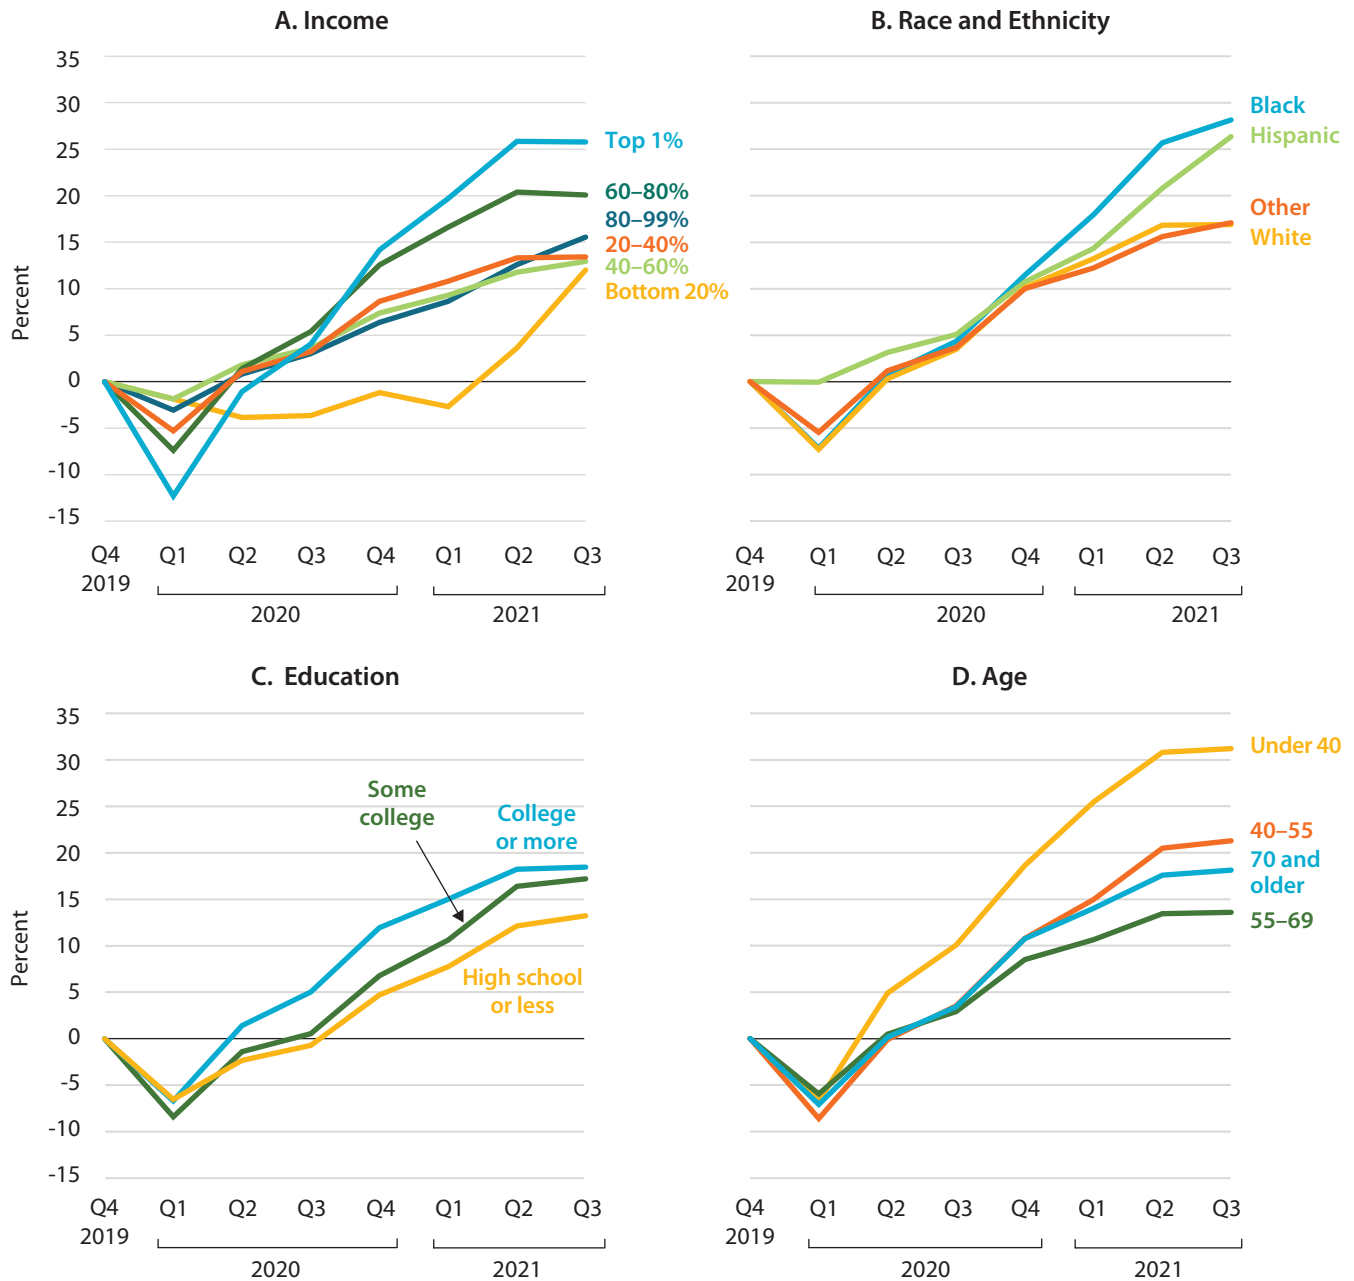 A. Income
35
30
25
20
15
10
5
0
-5
-10
-15
Percent
Top 1%
60–80%
80–99%
20–40%
40–60%
Bottom 20%
Q4 Q1 Q2 Q3 Q4 Q1 Q2 Q3
2019
2020 2021
B. Race and Ethnicity
Black
Hispanic
Other
White
Q4 Q1 Q2 Q3 Q4 Q1 Q2 Q3
2019
2020 2021
C. Education
35
30
25
20
15
10
5
0
-5
-10
-15
Percent
Some
college
College
or more
High school
or less
Q4 Q1 Q2 Q3 Q4 Q1 Q2 Q3
2019
2020 2021
D. Age
Under 40
40–55
70 and
older
55–69
Q4 Q1 Q2 Q3 Q4 Q1 Q2 Q3
2019
2020 2021